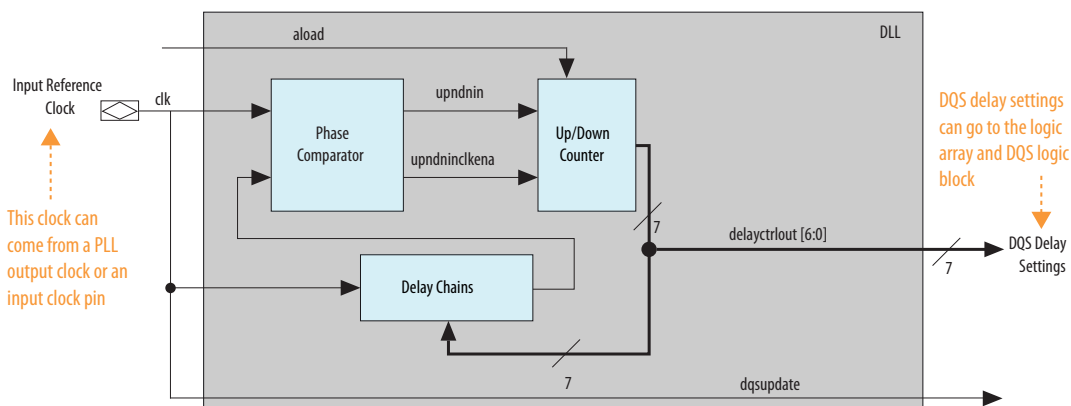 aload
DLL
Input Reference
Clock
clk
upndnin
Phase
Comparator
Up/Down
Counter
upndninclkena
DQS delay settings
can go to the logic
array and DQS logic
block
This clock can
come from a PLL
output clock or an
input clock pin
7
delayctrlout [6:0]
7
DQS Delay
Settings
Delay Chains
7
dqsupdate